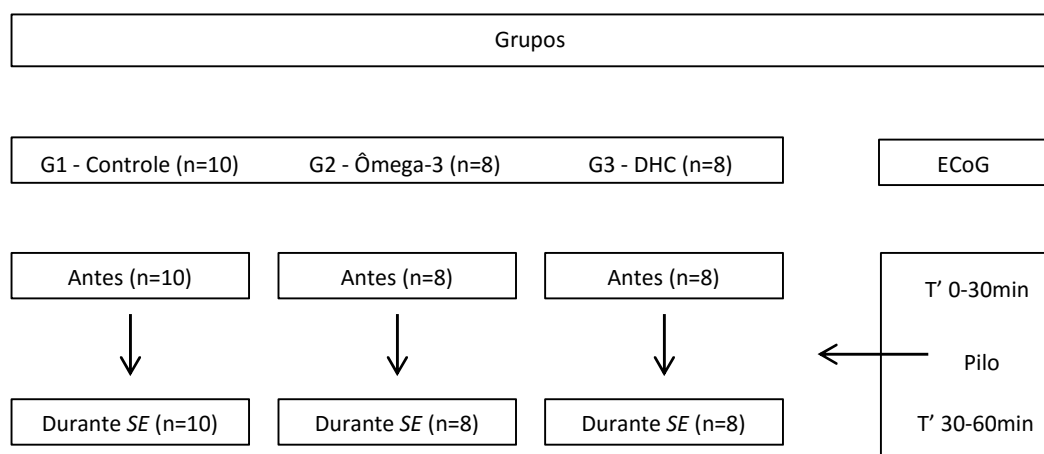 Grupos
G1 - Controle (n=10) G2 - Ômega-3 (n=8) G3 - DHC (n=8) ECoG
Antes (n=10) Antes (n=8) Antes (n=8) T’ 0-30min
Pilo
Durante SE (n=10) Durante SE (n=8) Durante SE (n=8) T’ 30-60min